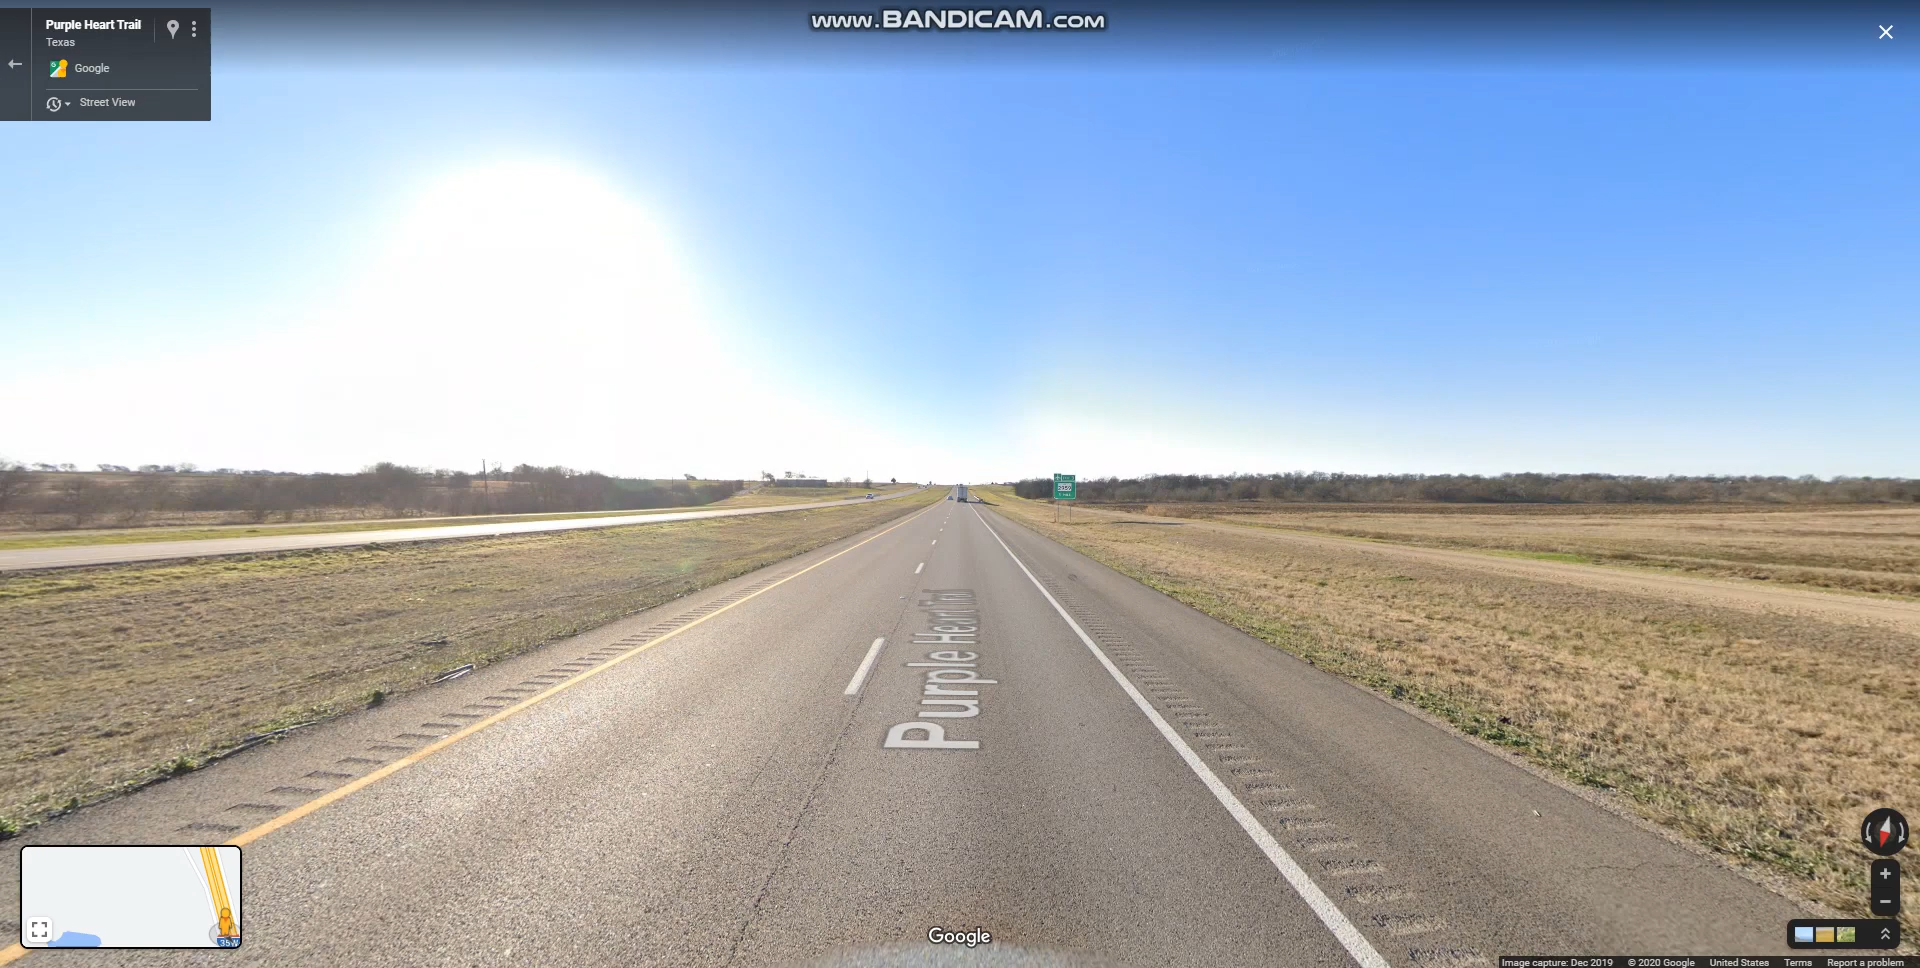 www.BANDICAM.com
Purple Heart Trail
Texas
Google
Street View
Purple Heart Trail
35W
Google
Image capture: Dec 2019 © 2020 Google United States Terms Report a problem